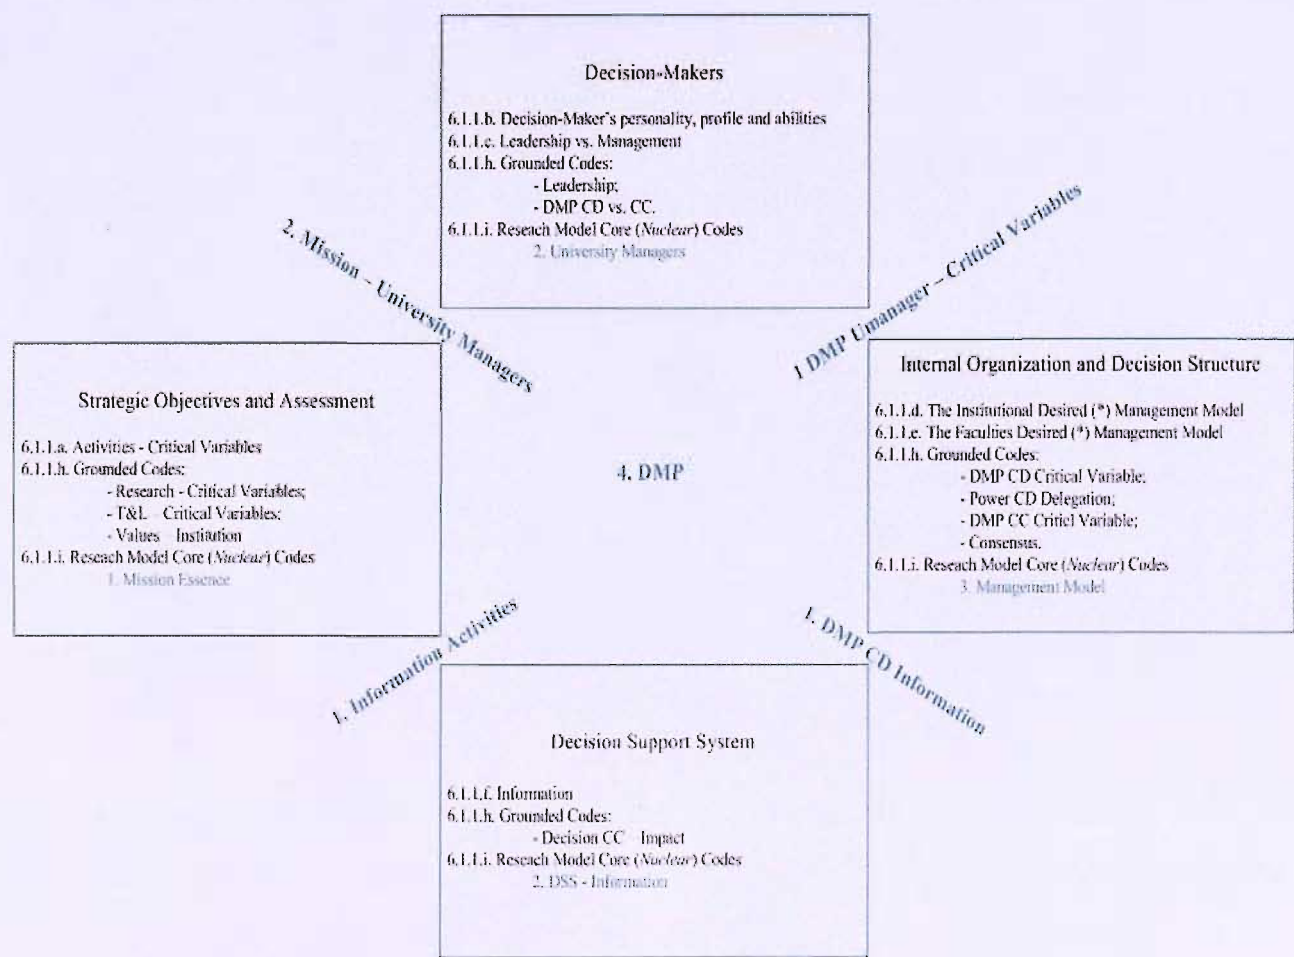 Decision-Makers
6.1.1.b. Decision-Maker's personality, profile and abilities
6.1.1.c. Leadership vs. Management
6.1.1.h. Grounded Codes:
- Leadership;
- DMP CD vs. CC.
6.1.1.i. Reseach Model Core (Nuclear) Codes
2. University Managers
2. Mission - University Managers
1 DMP Umanager – Critical Variables
Strategic Objectives and Assessment
6.1.1.a. Activities - Critical Variables
6.1.1.h. Grounded Codes:
- Research - Critical Variables;
- T&L - Critical Variables;
- Values Institution
6.1.1.i. Reseach Model Core (Nuclear) Codes
1. Mission Essence
4. DMP
Internal Organization and Decision Structure
6.1.1.d. The Institutional Desired (*) Management Model
6.1.1.e. The Faculties Desired (*) Management Model
6.1.1.h. Grounded Codes:
- DMP CD Critical Variable;
- Power CD Delegation;
- DMP CC Criticl Variable;
- Consensus.
6.1.1.i. Reseach Model Core (Nuclear) Codes
3. Management Model
1. Information Activities
1. DMP CD Information
Decision Support System
6.1.1.f. Information
6.1.1.h. Grounded Codes:
- Decision CC Impact
6.1.1.i. Reseach Model Core (Nuclear) Codes
2. DSS - Information